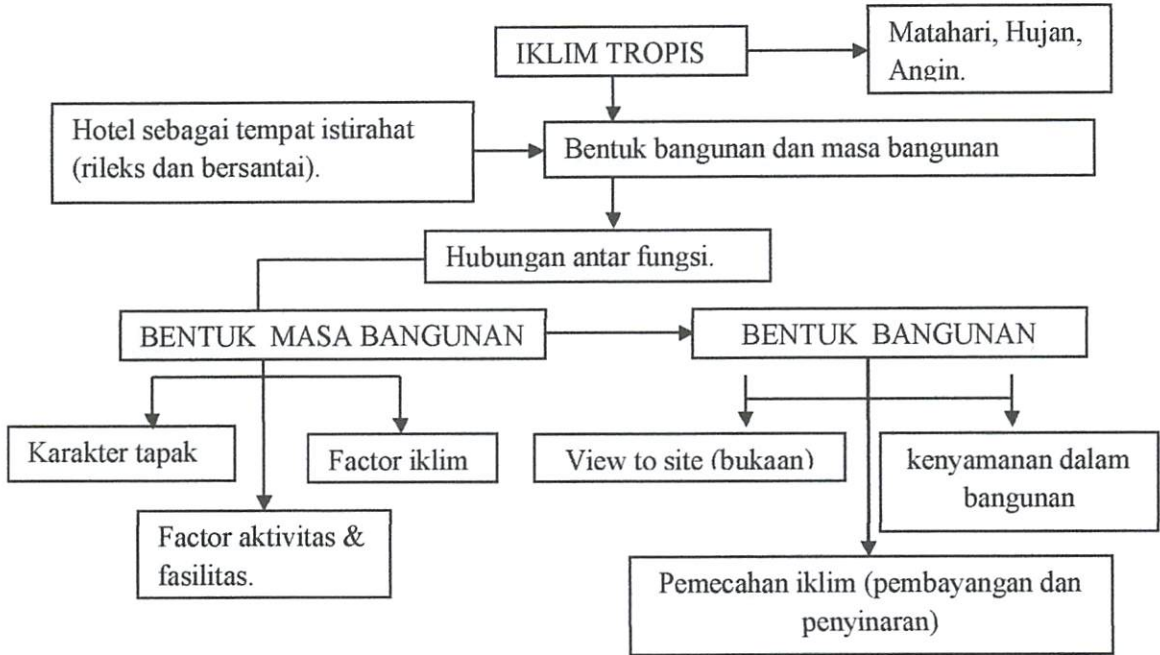 IKLIM TROPIS
Matahari, Hujan,
Angin.
Hotel sebagai tempat istirahat
(rileks dan bersantai).
Bentuk bangunan dan masa bangunan
Hubungan antar fungsi.
BENTUK MASA BANGUNAN
BENTUK BANGUNAN
Karakter tapak
Factor iklim
View to site (bukaan)
kenyamanan dalam
bangunan
Factor aktivitas &
fasilitas.
Pemecahan iklim (pembayangan dan
penyinaran)